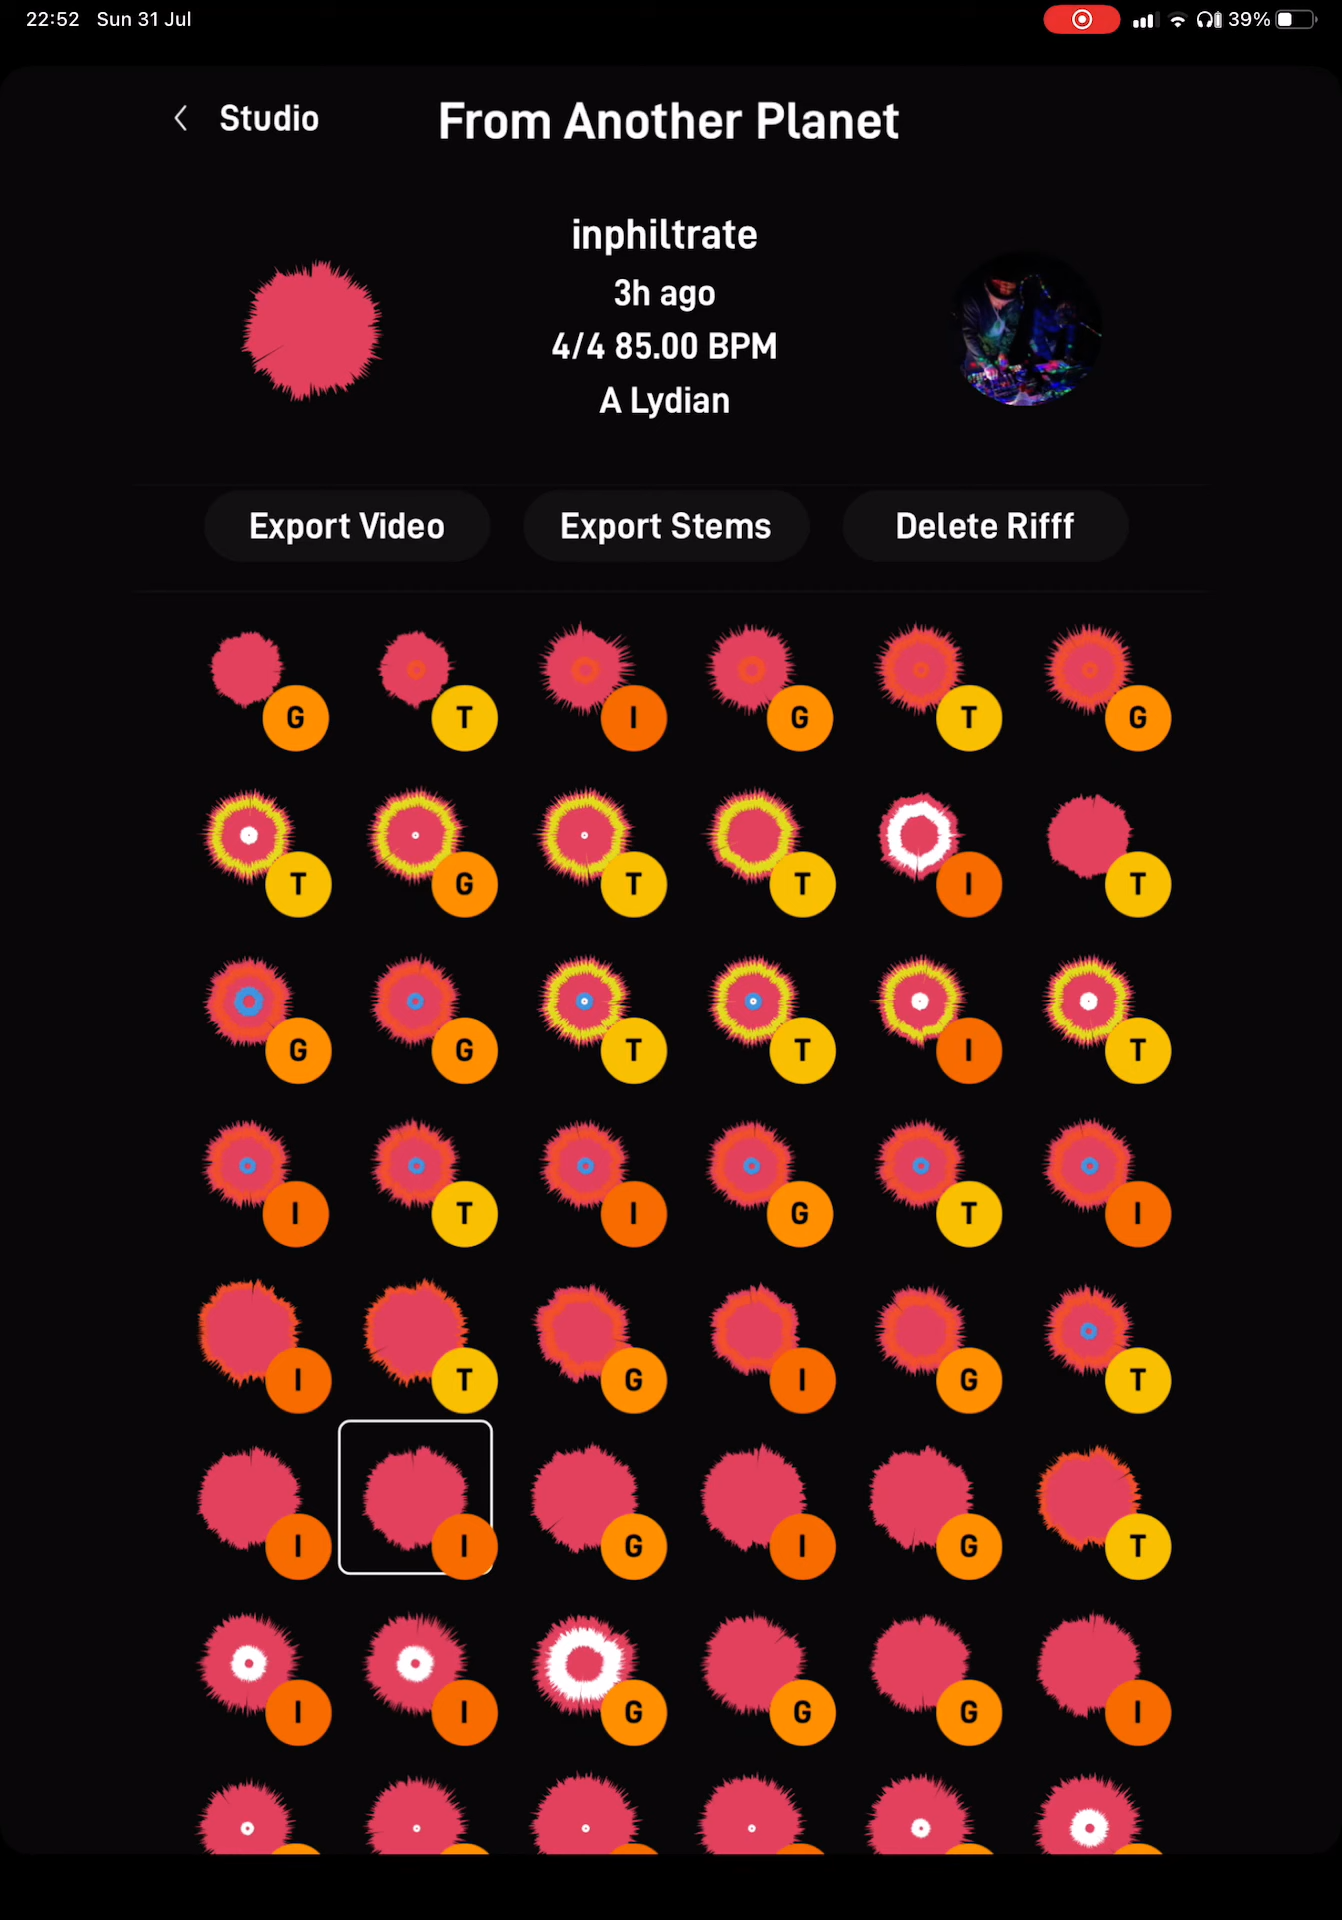 22:52 Sun 31 Jul 39%
Studio From Another Planet
inphiltrate
3h ago
4/4 85.00 BPM
A Lydian
Export Video Export Stems Delete Rifff
G T I G T G
T G T T I T
G G T T I T
I T I G T I
I T G I G T
I I G I G T
I I G G G I